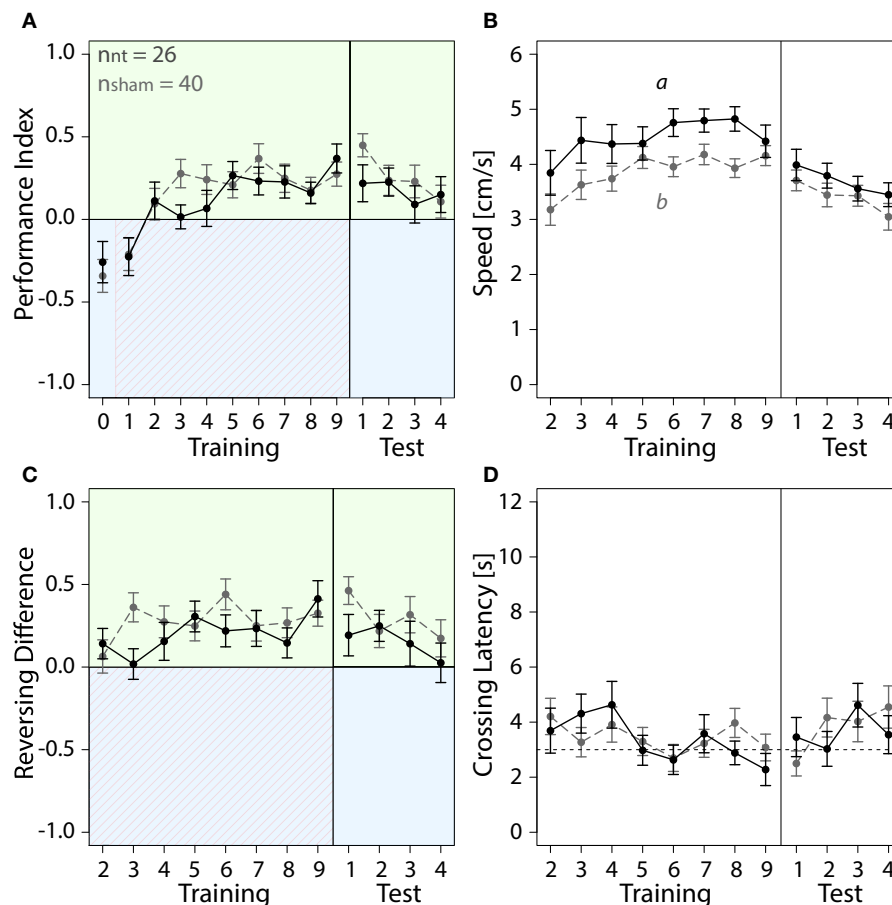 A
1.0
0.5
0.0
-0.5
-1.0
Performance Index
nnt = 26
nsham = 40
0 1 2 3 4 5 6 7 8 9 1 2 3 4
Training Test
B
6
5
4
3
2
1
0
Speed [cm/s]
a
b
2 3 4 5 6 7 8 9 1 2 3 4
Training Test
C
1.0
0.5
0.0
-0.5
-1.0
Reversing Difference
2 3 4 5 6 7 8 9 1 2 3 4
Training Test
D
12
10
8
6
4
2
0
Crossing Latency [s]
2 3 4 5 6 7 8 9 1 2 3 4
Training Test